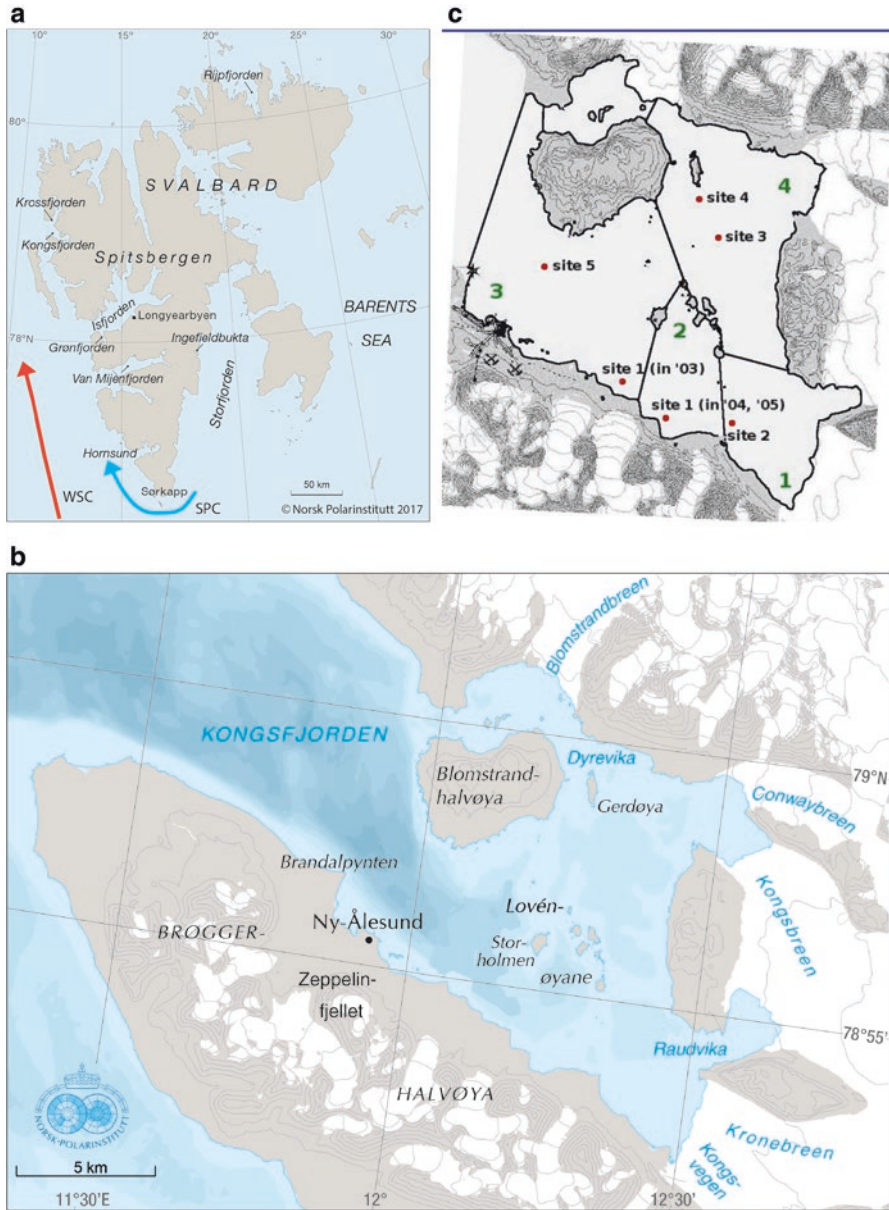 a
10°
15°
20°
25°
Rijpfjorden
80°
SVALBARD
Krossfjorden
Kongsfjorden
Spitsbergen
Isfjorden
Longyearbyen
BARENTS
SEA
78°N
Grønfjorden
Ingefieldbukta
Van Mijenfjorden
Storfjorden
Hornsund
Sørkapp
WSC
SPC
50 km
© Norsk Polarinstitutt 2017
c
4
site 4
site 3
site 5
3
2
site 1 (in '03)
site 1 (in '04, '05)
site 2
1
b
Blomstrandbreen
KONGSFJORDEN
Dyrevika
79°N
Blomstrand-
halvøya
Gerdøya
Conwaybreen
Brandalpynten
Kongsbreen
Lovén-
Ny-Ålesund
BRØGGER-
Stor-
holmen
øyane
Zeppelin-
fjellet
78°55'
Raudvika
HALVØYA
NORSK-POLARINSTITUTT
Kronebreen
Kongs-
vegen
5 km
11°30'E
12°
12°30'